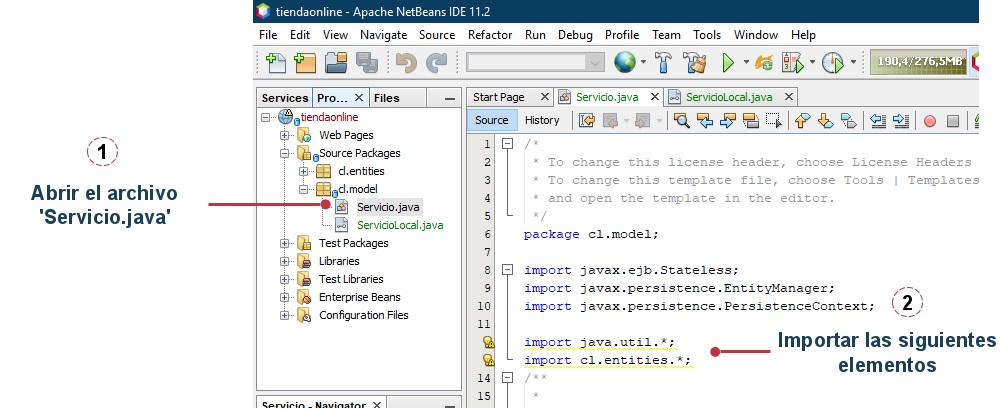 tiendaonline - Apache NetBeans IDE 11.2
File Edit View Navigate Source Refactor Run Debug Profile Team Tools Window Help
190,4/276,5MB
Services Pro... Files
Start Page Servicio.java ServicioLocal.java
Source History
tiendaonline
Web Pages
Source Packages
cl.entities
cl.model
Servicio.java
ServicioLocal.java
Test Packages
Libraries
Test Libraries
Enterprise Beans
Configuration Files
Servicio - Navigator
1
Abrir el archivo
'Servicio.java'
1 /*
2 * To change this license header, choose License Headers
3 * To change this template file, choose Tools | Templates
4 * and open the template in the editor.
5 */
6 package cl.model;
7
8 import javax.ejb.Stateless;
9 import javax.persistence.EntityManager;
10 import javax.persistence.PersistenceContext;
11
import java.util.*;
import cl.entities.*;
14 /**
*
2
Importar las siguientes
elementos